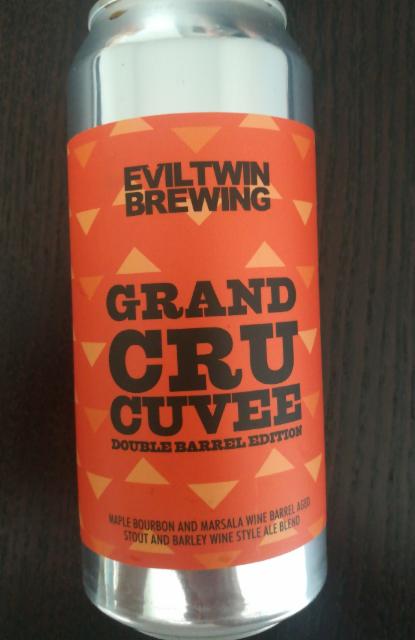 EVILTWIN
BREWING
GRAND
CRU
CUVEE
DOUBLE BARREL EDITION
MAPLE BOURBON AND MARSALA WINE BARREL AGED
STOUT AND BARLEY WINE STYLE ALE BLEND